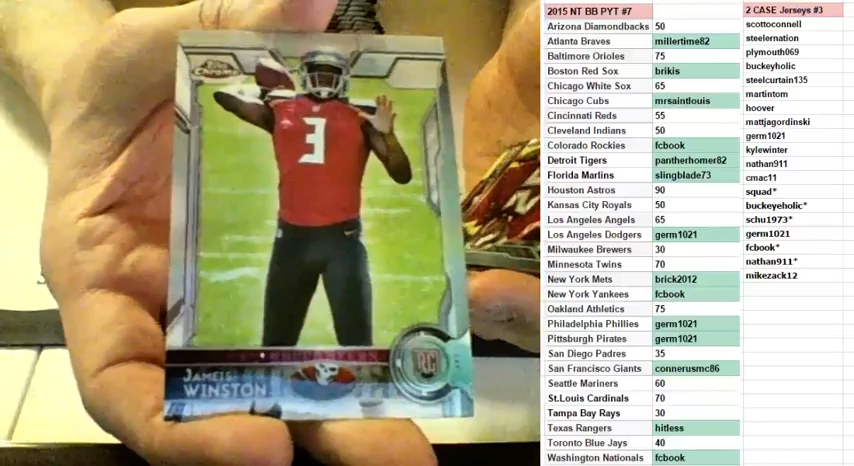 Topps
Chrome
3
JAMEIS
WINSTON
RC
2015 NT BB PYT #7
Arizona Diamondbacks 50
Atlanta Braves millertime82
Baltimore Orioles 75
Boston Red Sox brikis
Chicago White Sox 65
Chicago Cubs mrsaintlouis
Cincinnati Reds 55
Cleveland Indians 50
Colorado Rockies fcbook
Detroit Tigers pantherhomer82
Florida Marlins slingblade73
Houston Astros 90
Kansas City Royals 50
Los Angeles Angels 65
Los Angeles Dodgers germ1021
Milwaukee Brewers 30
Minnesota Twins 70
New York Mets brick2012
New York Yankees fcbook
Oakland Athletics 75
Philadelphia Phillies germ1021
Pittsburgh Pirates germ1021
San Diego Padres 35
San Francisco Giants connerusmc86
Seattle Mariners 60
St.Louis Cardinals 70
Tampa Bay Rays 30
Texas Rangers hitless
Toronto Blue Jays 40
Washington Nationals fcbook
2 CASE Jerseys #3
scottoconnell
steelernation
plymouth069
buckeyholic
steelcurtain135
martintom
hoover
mattjagordinski
germ1021
kylewinter
nathan911
cmac11
squad*
buckeyeholic*
schu1973*
germ1021
fcbook*
nathan911*
mikezack12